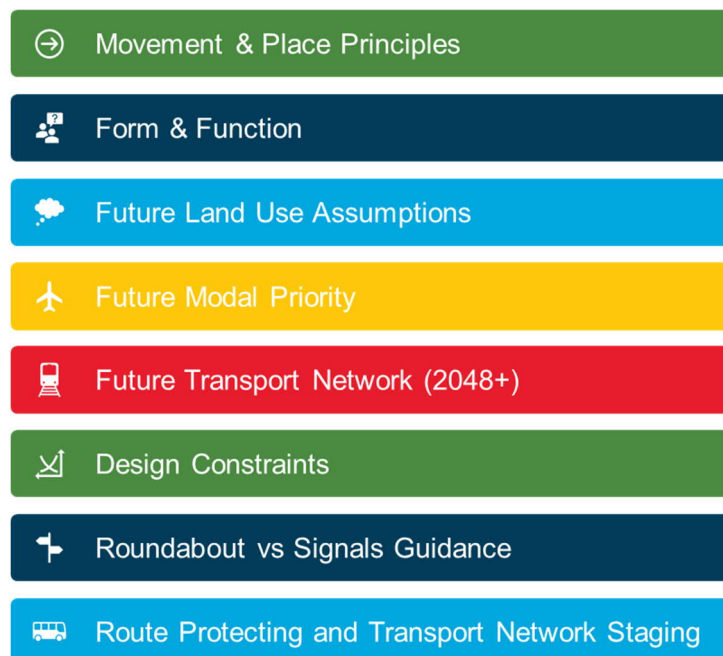 Movement & Place Principles
?
Form & Function
Future Land Use Assumptions
Future Modal Priority
Future Transport Network (2048+)
Design Constraints
Roundabout vs Signals Guidance
Route Protecting and Transport Network Staging